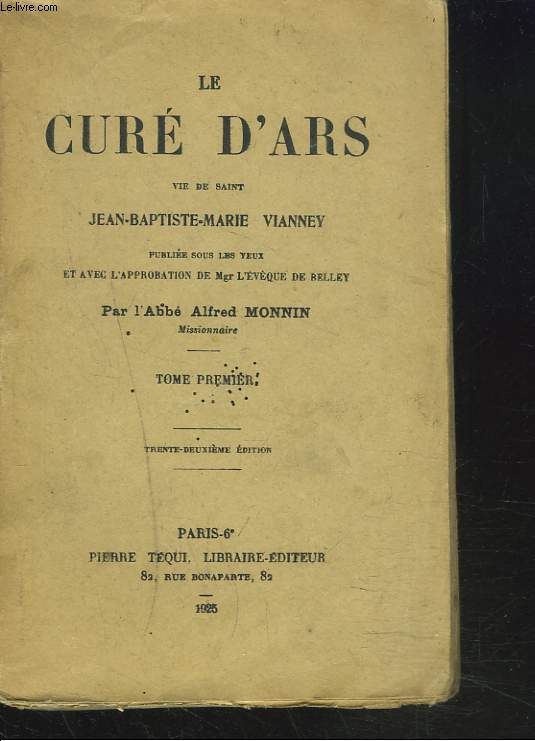 Le-livre.com
LE
CURÉ D'ARS
VIE DE SAINT
JEAN-BAPTISTE-MARIE VIANNEY
PUBLIÉE SOUS LES YEUX
ET AVEC L'APPROBATION DE Mgr L'ÉVÊQUE DE BELLEY
Par l'Abbé Alfred MONNIN
Missionnaire
TOME PREMIER
TRENTE-DEUXIÈME ÉDITION
PARIS-6e
PIERRE TÉQUI, LIBRAIRE-ÉDITEUR
82, RUE BONAPARTE, 82
1925